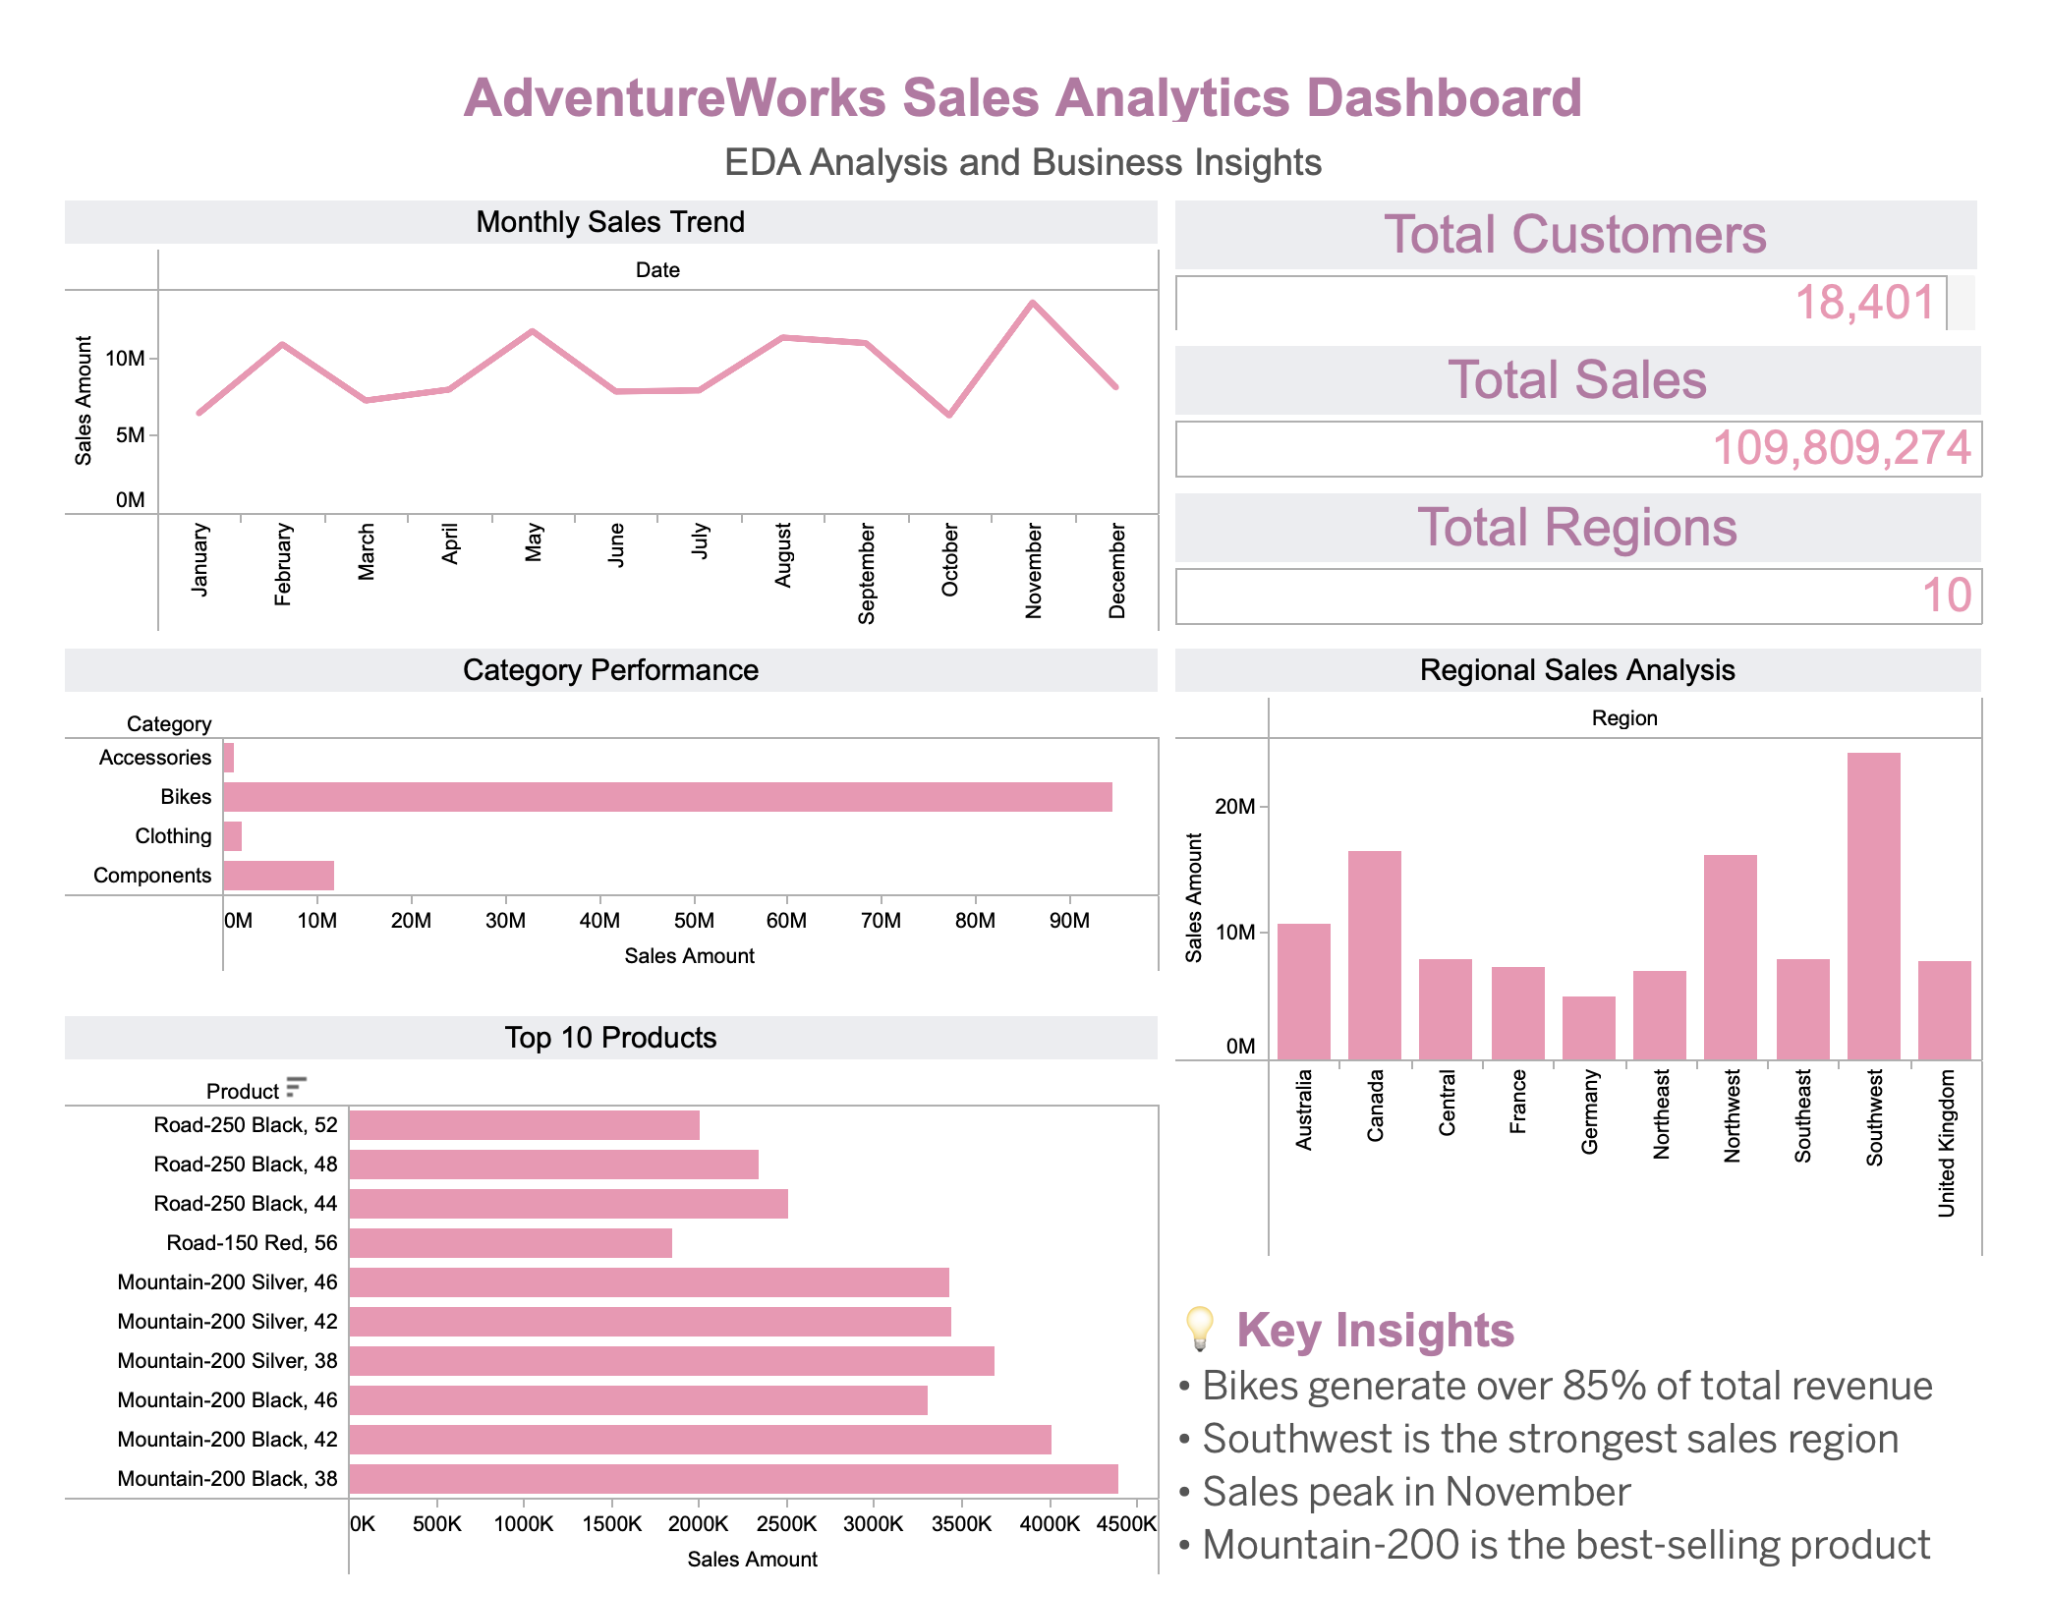 AdventureWorks Sales Analytics Dashboard
EDA Analysis and Business Insights
Monthly Sales Trend
Date
Sales Amount
10M
5M
0M
January
February
March
April
May
June
July
August
September
October
November
December
Total Customers
18,401
Total Sales
109,809,274
Total Regions
10
Category Performance
Category
Accessories
Bikes
Clothing
Components
0M 10M 20M 30M 40M 50M 60M 70M 80M 90M
Sales Amount
Regional Sales Analysis
Region
Sales Amount
20M
10M
0M
Australia
Canada
Central
France
Germany
Northeast
Northwest
Southeast
Southwest
United Kingdom
Top 10 Products
Product
Road-250 Black, 52
Road-250 Black, 48
Road-250 Black, 44
Road-150 Red, 56
Mountain-200 Silver, 46
Mountain-200 Silver, 42
Mountain-200 Silver, 38
Mountain-200 Black, 46
Mountain-200 Black, 42
Mountain-200 Black, 38
0K 500K 1000K 1500K 2000K 2500K 3000K 3500K 4000K 4500K
Sales Amount
💡 Key Insights
• Bikes generate over 85% of total revenue
• Southwest is the strongest sales region
• Sales peak in November
• Mountain-200 is the best-selling product